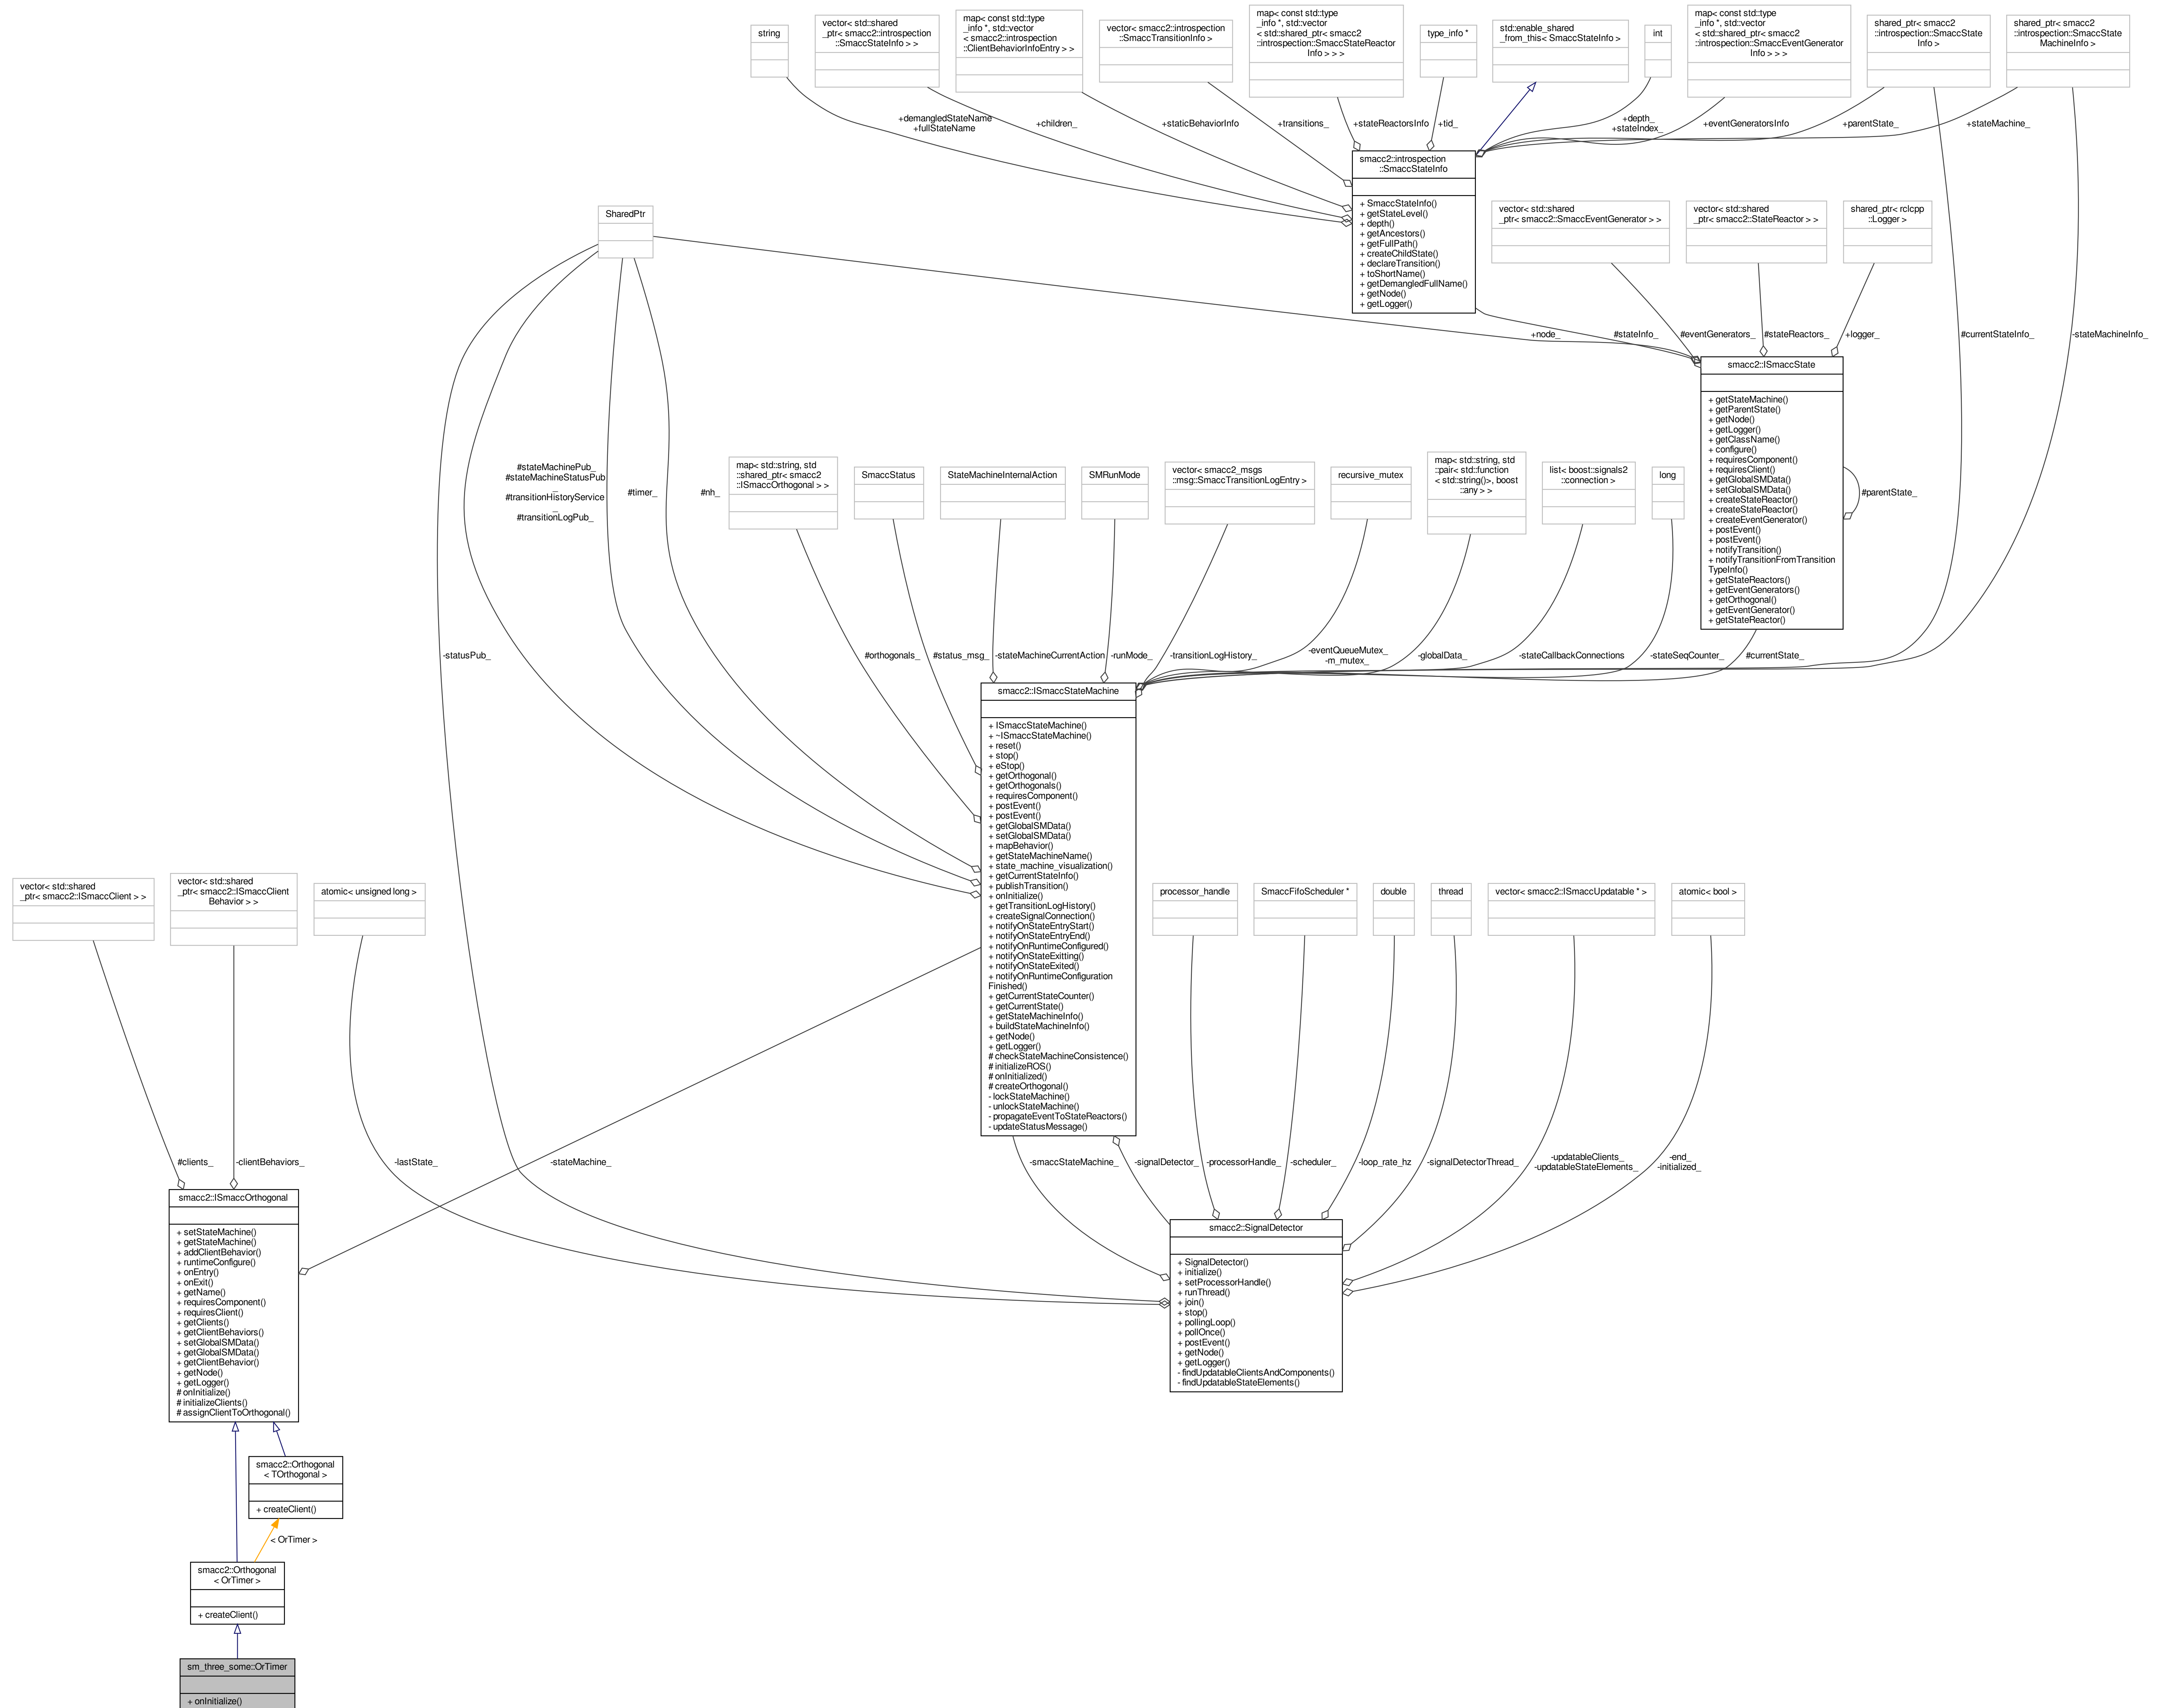 string
vector< std::shared
_ptr< smacc2::introspection
::SmaccStateInfo > >
map< const std::type
_info *, std::vector
< smacc2::introspection
::ClientBehaviorInfoEntry > >
vector< smacc2::introspection
::SmaccTransitionInfo >
map< const std::type
_info *, std::vector
< std::shared_ptr< smacc2
::introspection::SmaccStateReactor
Info > > >
type_info *
std::enable_shared
_from_this< SmaccStateInfo >
int
map< const std::type
_info *, std::vector
< std::shared_ptr< smacc2
::introspection::SmaccEventGenerator
Info > > >
shared_ptr< smacc2
::introspection::SmaccState
Info >
shared_ptr< smacc2
::introspection::SmaccState
MachineInfo >
+demangledStateName
+fullStateName
+children_
+staticBehaviorInfo
+transitions_
+stateReactorsInfo
+tid_
+depth_
+stateIndex_
+eventGeneratorsInfo
+parentState_
+stateMachine_
smacc2::introspection
::SmaccStateInfo
+ SmaccStateInfo()
+ getStateLevel()
+ depth()
+ getAncestors()
+ getFullPath()
+ createChildState()
+ declareTransition()
+ toShortName()
+ getDemangledFullName()
+ getNode()
+ getLogger()
SharedPtr
vector< std::shared
_ptr< smacc2::SmaccEventGenerator > >
vector< std::shared
_ptr< smacc2::StateReactor > >
shared_ptr< rclcpp
::Logger >
+node_
#stateInfo_
#eventGenerators_
#stateReactors_
+logger_
#currentStateInfo_
-stateMachineInfo_
smacc2::ISmaccState
+ getStateMachine()
+ getParentState()
+ getNode()
+ getLogger()
+ getClassName()
+ configure()
+ requiresComponent()
+ requiresClient()
+ getGlobalSMData()
+ setGlobalSMData()
+ createStateReactor()
+ createStateReactor()
+ createEventGenerator()
+ postEvent()
+ postEvent()
+ notifyTransition()
+ notifyTransitionFromTransition
TypeInfo()
+ getStateReactors()
+ getEventGenerators()
+ getOrthogonal()
+ getEventGenerator()
+ getStateReactor()
#parentState_
#stateMachinePub_
#stateMachineStatusPub
_
#transitionHistoryService
_
#transitionLogPub_
#timer_
#nh_
map< std::string, std
::shared_ptr< smacc2
::ISmaccOrthogonal > >
SmaccStatus
StateMachineInternalAction
SMRunMode
vector< smacc2_msgs
::msg::SmaccTransitionLogEntry >
recursive_mutex
map< std::string, std
::pair< std::function
< std::string()>, boost
::any > >
list< boost::signals2
::connection >
long
-statusPub_
#orthogonals_
#status_msg_
-stateMachineCurrentAction
-runMode_
-transitionLogHistory_
-eventQueueMutex_
-m_mutex_
-globalData_
-stateCallbackConnections
-stateSeqCounter_
#currentState_
smacc2::ISmaccStateMachine
+ ISmaccStateMachine()
+ ~ISmaccStateMachine()
+ reset()
+ stop()
+ eStop()
+ getOrthogonal()
+ getOrthogonals()
+ requiresComponent()
+ postEvent()
+ postEvent()
+ getGlobalSMData()
+ setGlobalSMData()
+ mapBehavior()
+ getStateMachineName()
+ state_machine_visualization()
+ getCurrentStateInfo()
+ publishTransition()
+ onInitialize()
+ getTransitionLogHistory()
+ createSignalConnection()
+ notifyOnStateEntryStart()
+ notifyOnStateEntryEnd()
+ notifyOnRuntimeConfigured()
+ notifyOnStateExitting()
+ notifyOnStateExited()
+ notifyOnRuntimeConfiguration
Finished()
+ getCurrentStateCounter()
+ getCurrentState()
+ getStateMachineInfo()
+ buildStateMachineInfo()
+ getNode()
+ getLogger()
# checkStateMachineConsistence()
# initializeROS()
# onInitialized()
# createOrthogonal()
- lockStateMachine()
- unlockStateMachine()
- propagateEventToStateReactors()
- updateStatusMessage()
vector< std::shared
_ptr< smacc2::ISmaccClient > >
vector< std::shared
_ptr< smacc2::ISmaccClient
Behavior > >
atomic< unsigned long >
processor_handle
SmaccFifoScheduler *
double
thread
vector< smacc2::ISmaccUpdatable * >
atomic< bool >
#clients_
-clientBehaviors_
-lastState_
-stateMachine_
-smaccStateMachine_
-signalDetector_
-processorHandle_
-scheduler_
-loop_rate_hz
-signalDetectorThread_
-updatableClients_
-updatableStateElements_
-end_
-initialized_
smacc2::ISmaccOrthogonal
+ setStateMachine()
+ getStateMachine()
+ addClientBehavior()
+ runtimeConfigure()
+ onEntry()
+ onExit()
+ getName()
+ requiresComponent()
+ requiresClient()
+ getClients()
+ getClientBehaviors()
+ setGlobalSMData()
+ getGlobalSMData()
+ getClientBehavior()
+ getNode()
+ getLogger()
# onInitialize()
# initializeClients()
# assignClientToOrthogonal()
smacc2::SignalDetector
+ SignalDetector()
+ initialize()
+ setProcessorHandle()
+ runThread()
+ join()
+ stop()
+ pollingLoop()
+ pollOnce()
+ postEvent()
+ getNode()
+ getLogger()
- findUpdatableClientsAndComponents()
- findUpdatableStateElements()
smacc2::Orthogonal
< TOrthogonal >
+ createClient()
< OrTimer >
smacc2::Orthogonal
< OrTimer >
+ createClient()
sm_three_some::OrTimer
+ onInitialize()